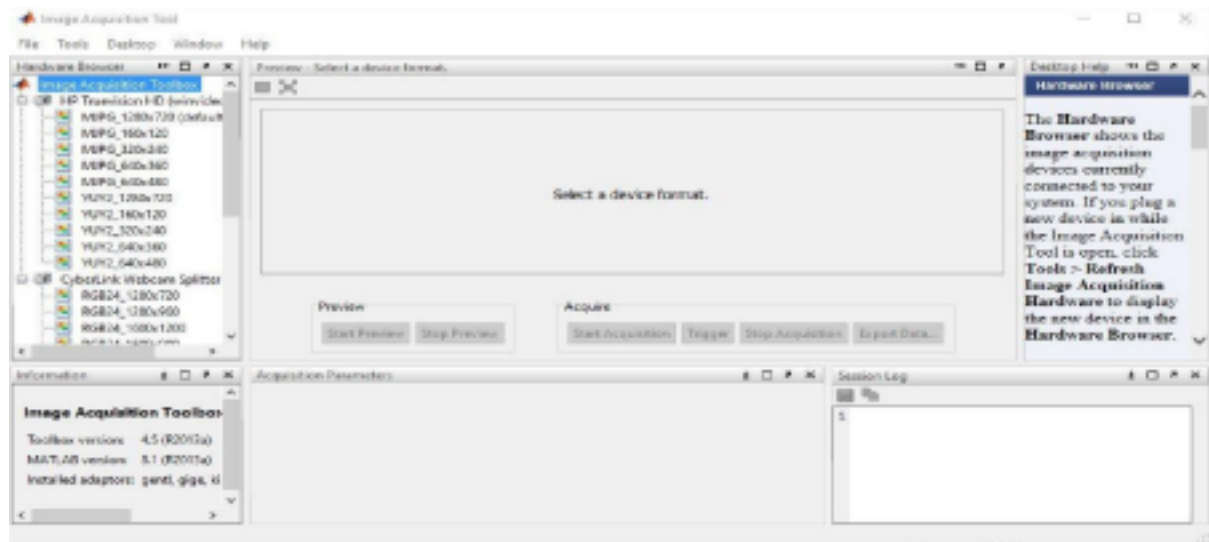 Image Acquisition Tool
File Tools Desktop Window Help
Hardware Browser
Image Acquisition Toolbox
HP Truevision HD (winvideo
MJPG_1280x720 (default
MJPG_160x120
MJPG_320x240
MJPG_640x360
MJPG_640x480
YUY2_1280x720
YUY2_160x120
YUY2_320x240
YUY2_640x360
YUY2_640x480
CyberLink Webcam Splitter
RGB24_1280x720
RGB24_1280x960
RGB24_1600x1200
Preview - Select a device format.
Select a device format.
Preview
Start Preview Stop Preview
Acquire
Start Acquisition Trigger Stop Acquisition Export Data...
Desktop Help
Hardware Browser
The Hardware
Browser shows the
image acquisition
devices currently
connected to your
system. If you plug a
new device in while
the Image Acquisition
Tool is open, click
Tools > Refresh
Image Acquisition
Hardware to display
the new device in the
Hardware Browser.
Information
Image Acquisition Toolbox
Toolbox version: 4.5 (R2013a)
MATLAB version: 8.1 (R2013a)
Installed adaptors: gentl, gige, ki
Acquisition Parameters
Session Log
1